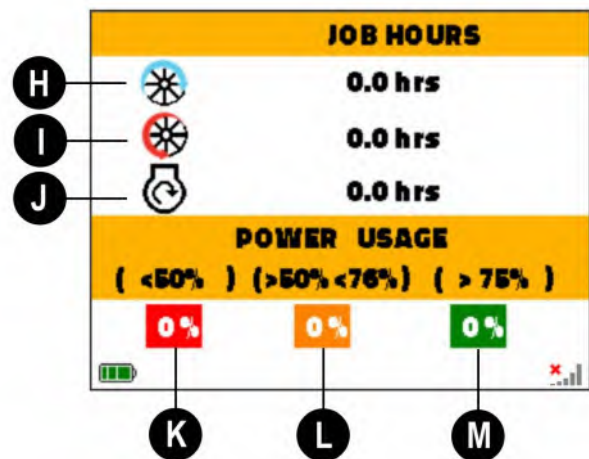 JOB HOURS
H 0.0 hrs
I 0.0 hrs
J 0.0 hrs
POWER USAGE
( <50% ) (>50% <76%) ( > 75% )
0% 0% 0%
K L M